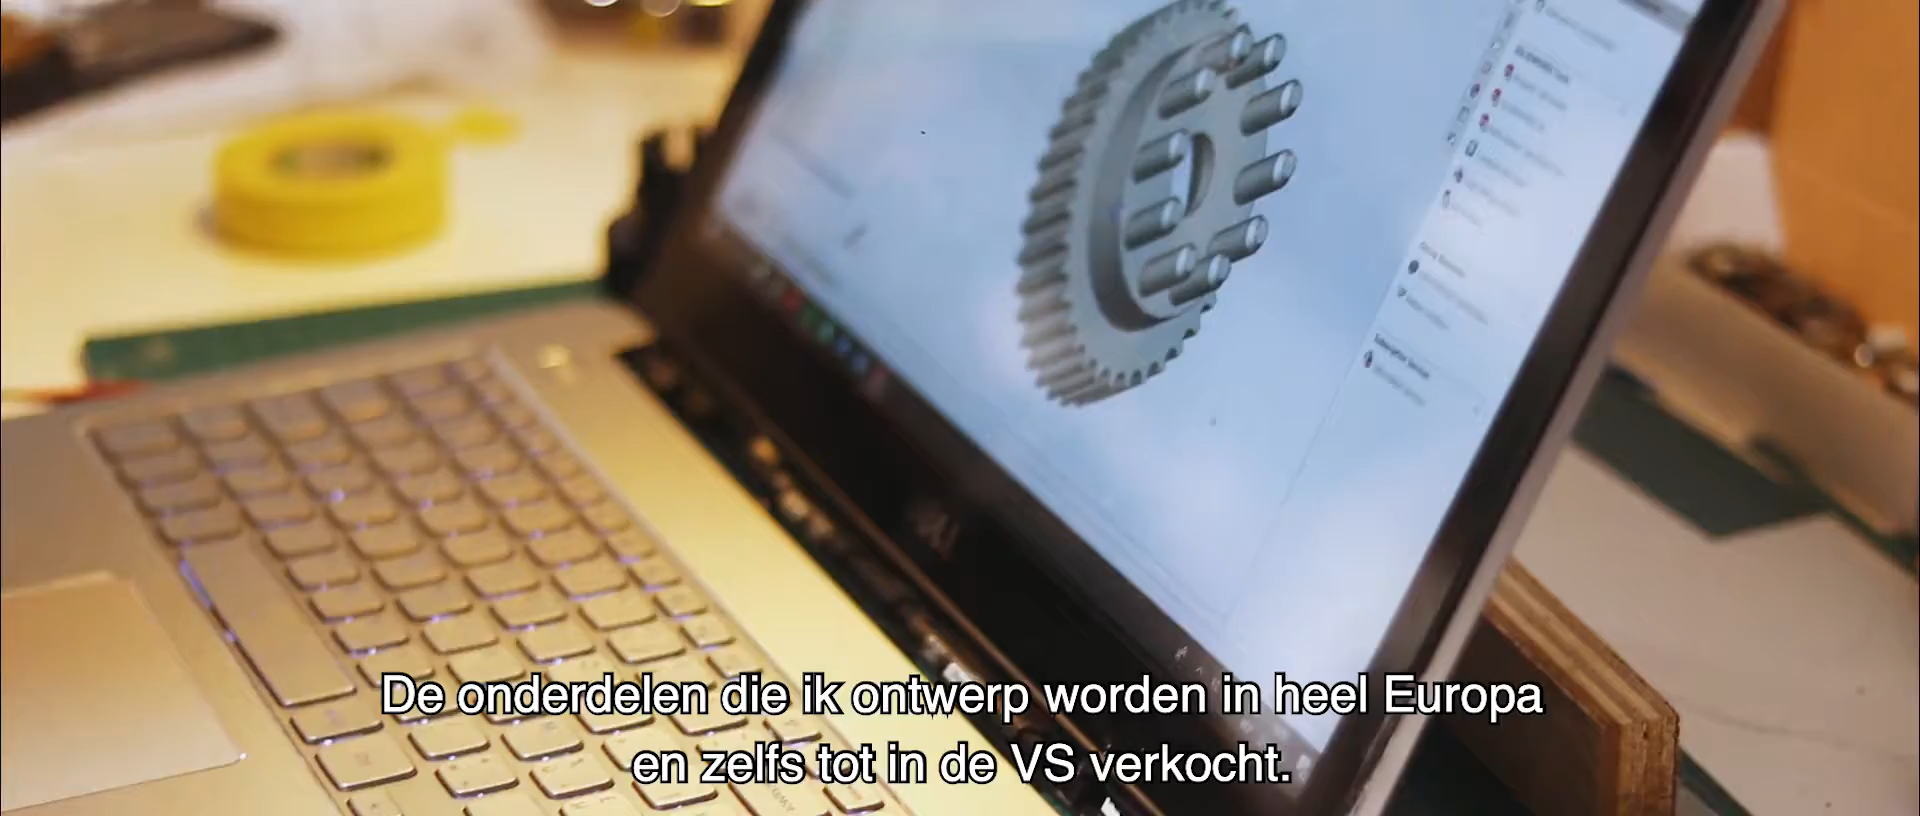 De onderdelen die ik ontwerp worden in heel Europa
en zelfs tot in de VS verkocht.